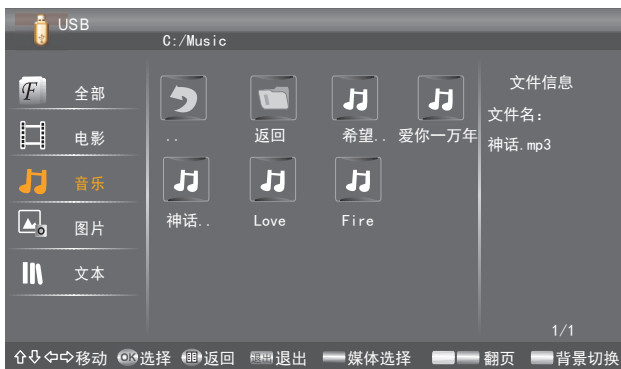 USB
C:/Music
全部
电影
音乐
图片
文本
..
返回
希望..
爱你一万年
神话..
Love
Fire
文件信息
文件名:
神话.mp3
1/1
移动 OK选择 返回 退出 媒体选择 翻页 背景切换